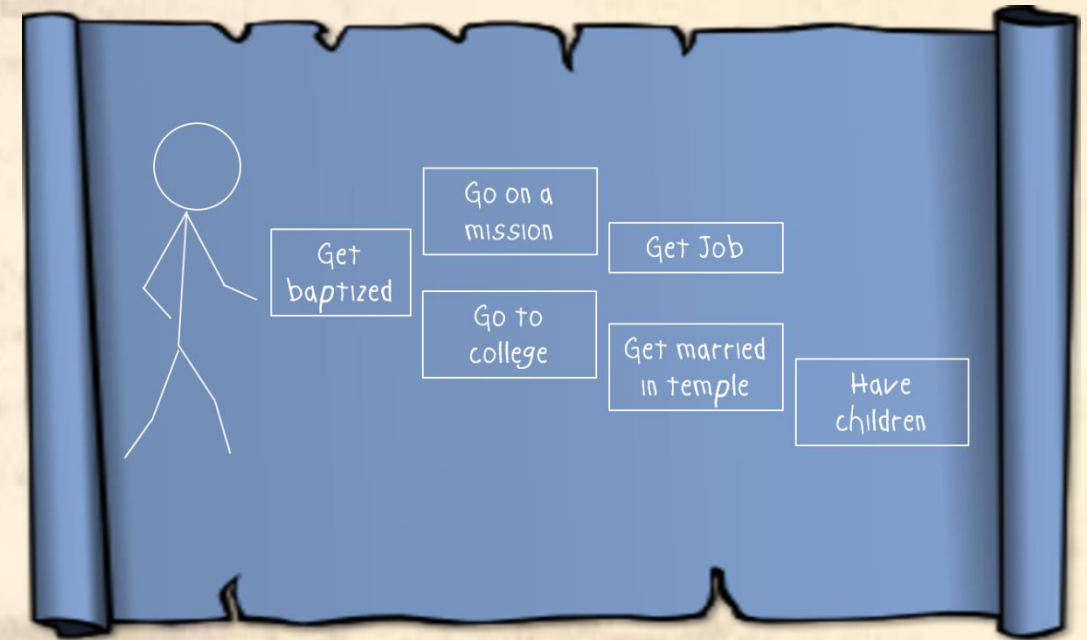 Get
baptized
Go on a
mission
Go to
college
Get Job
Get married
in temple
Have
children